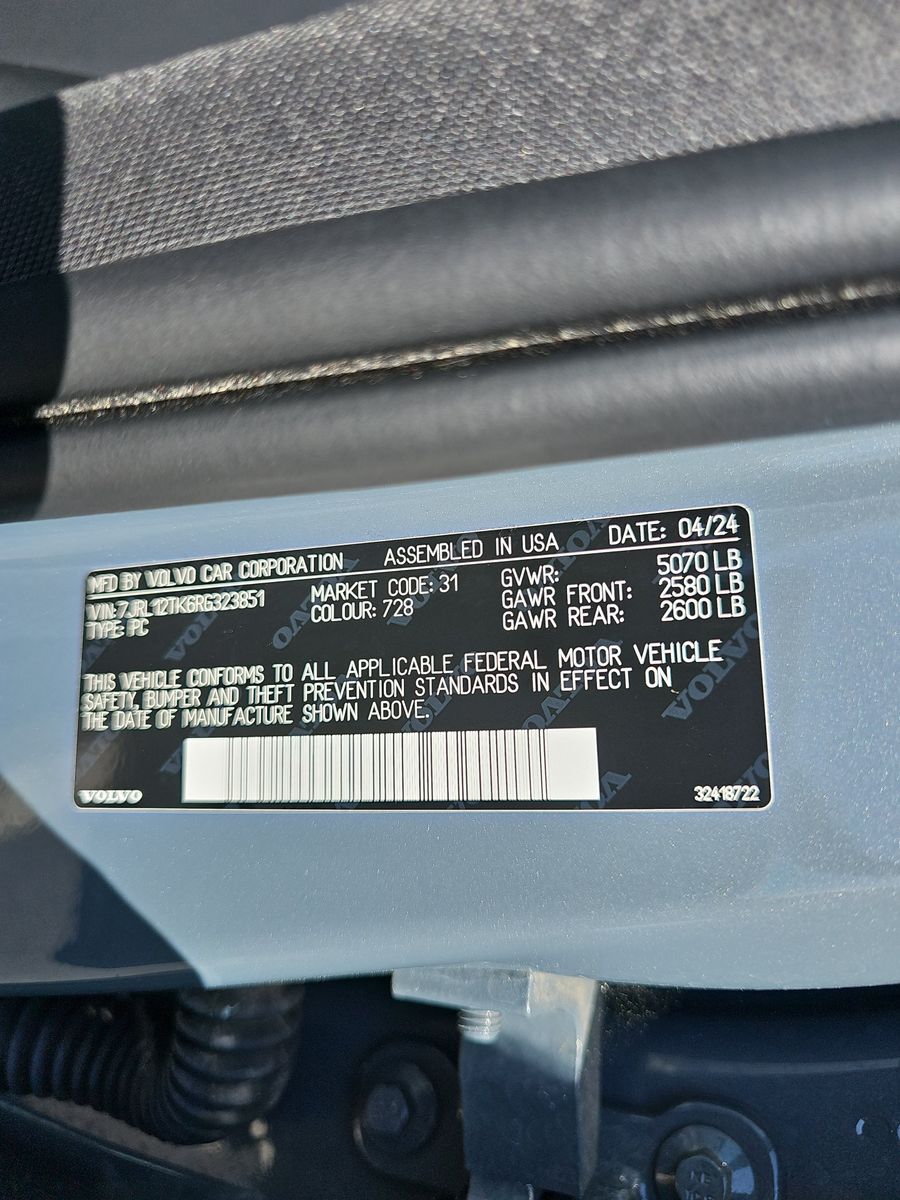 MFD BY VOLVO CAR CORPORATION ASSEMBLED IN USA DATE: 04/24
VIN: 7JRL12TK6RG323851 MARKET CODE: 31 GVWR: 5070 LB
TYPE: PC COLOUR: 728 GAWR FRONT: 2580 LB
GAWR REAR: 2600 LB
THIS VEHICLE CONFORMS TO ALL APPLICABLE FEDERAL MOTOR VEHICLE
SAFETY, BUMPER AND THEFT PREVENTION STANDARDS IN EFFECT ON
THE DATE OF MANUFACTURE SHOWN ABOVE.
VOLVO 32418722